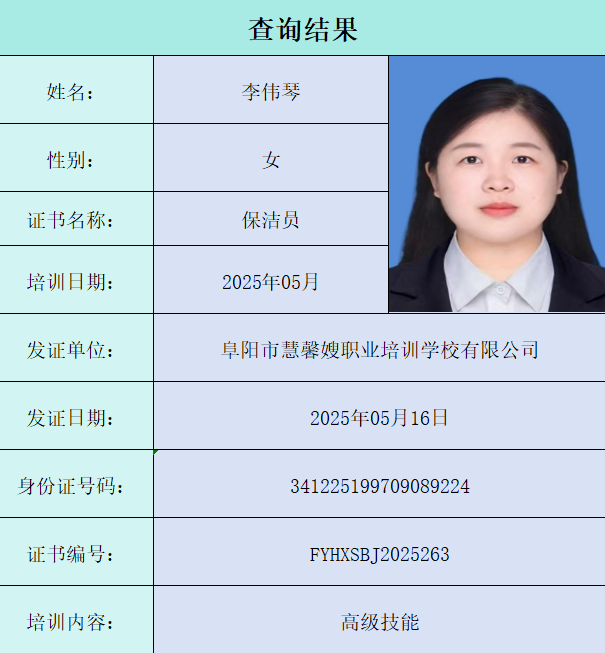 查询结果
姓名: 李伟琴
性别: 女
证书名称: 保洁员
培训日期: 2025年05月
发证单位: 阜阳市慧馨嫂职业培训学校有限公司
发证日期: 2025年05月16日
身份证号码: 341225199709089224
证书编号: FYHXSBJ2025263
培训内容: 高级技能